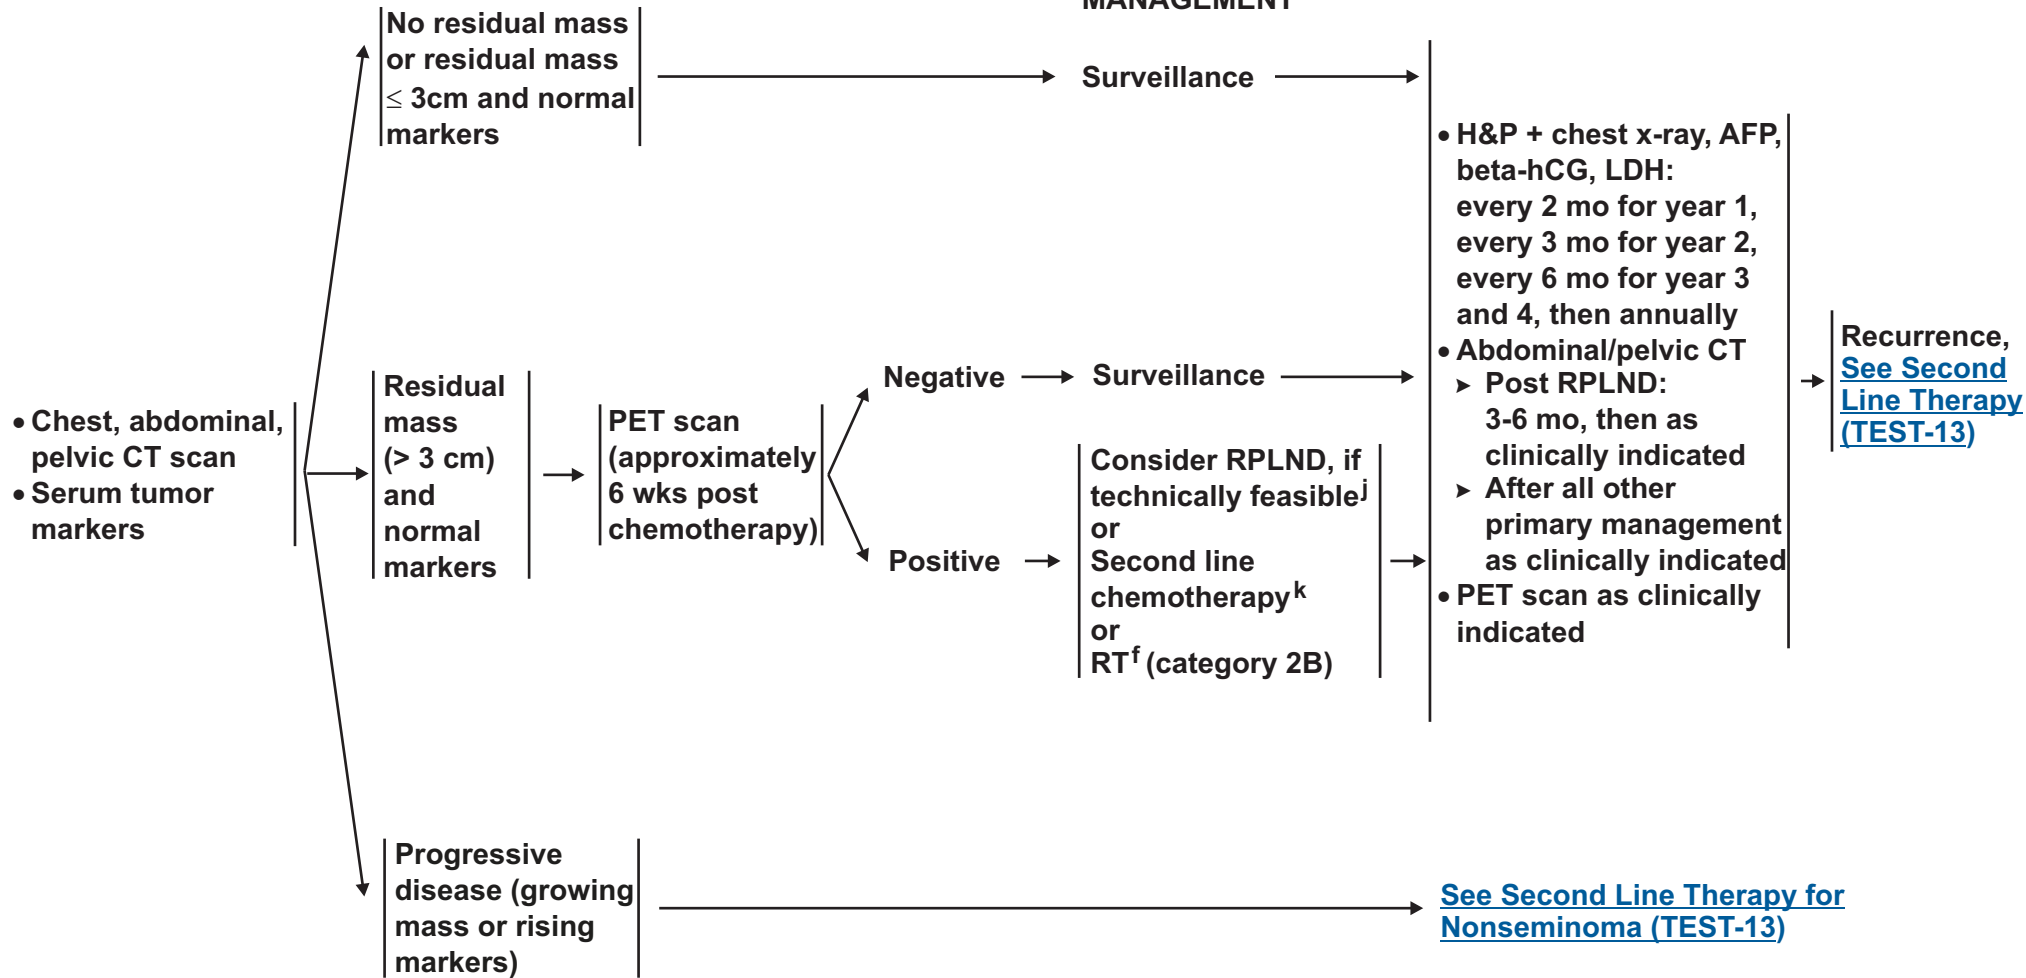 MANAGEMENT
No residual mass
or residual mass
≤ 3cm and normal
markers
Surveillance
• Chest, abdominal,
pelvic CT scan
• Serum tumor
markers
Residual
mass
(> 3 cm)
and
normal
markers
PET scan
(approximately
6 wks post
chemotherapy)
Negative
Surveillance
Positive
Consider RPLND, if
technically feasible j
or
Second line
chemotherapy k
or
RT f (category 2B)
• H&P + chest x-ray, AFP,
beta-hCG, LDH:
every 2 mo for year 1,
every 3 mo for year 2,
every 6 mo for year 3
and 4, then annually
• Abdominal/pelvic CT
➤ Post RPLND:
3-6 mo, then as
clinically indicated
➤ After all other
primary management
as clinically indicated
• PET scan as clinically
indicated
Recurrence,
See Second
Line Therapy
(TEST-13)
Progressive
disease (growing
mass or rising
markers)
See Second Line Therapy for
Nonseminoma (TEST-13)